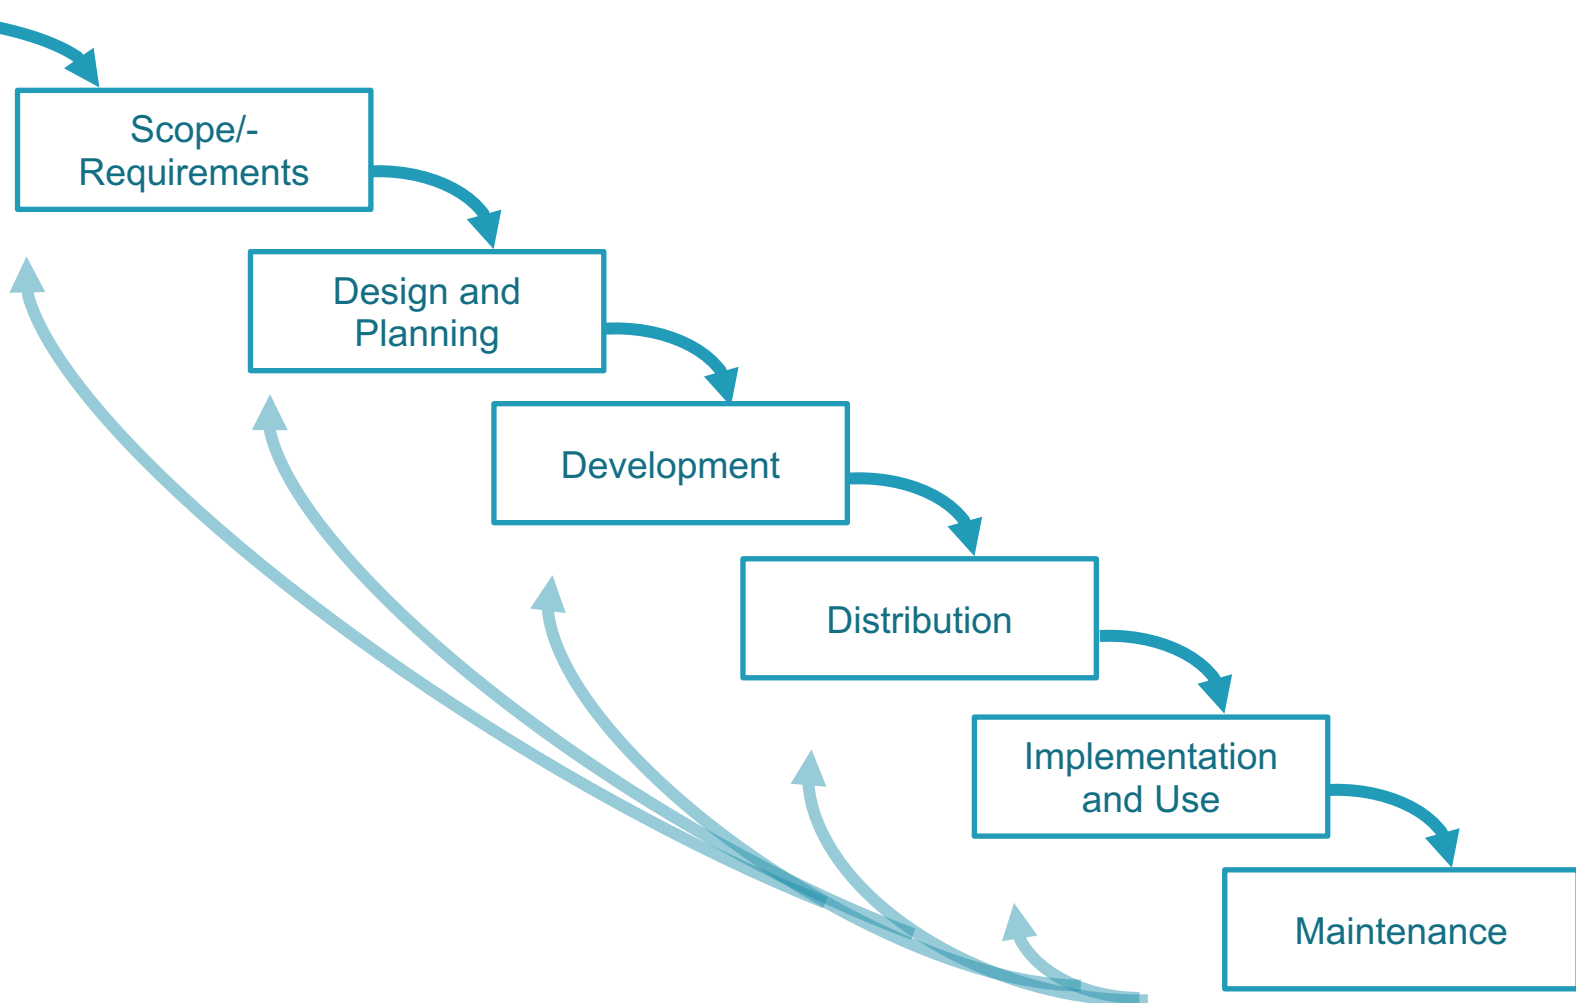 Scope/-
Requirements
Design and
Planning
Development
Distribution
Implementation
and Use
Maintenance